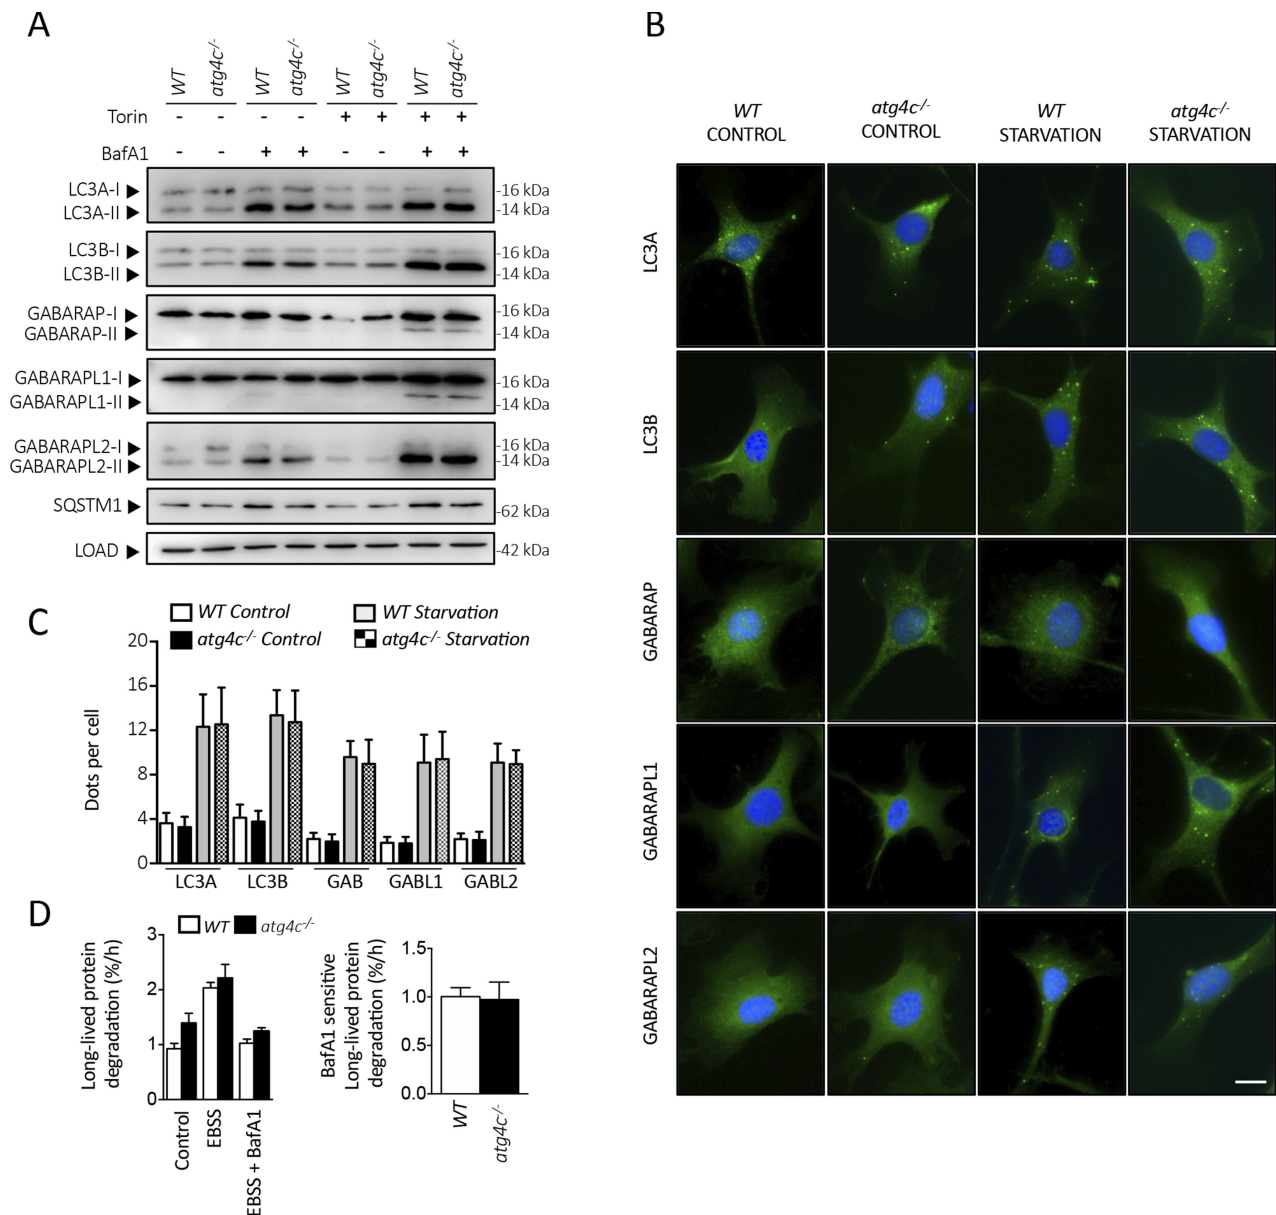 A
WT atg4c-/- WT atg4c-/- WT atg4c-/- WT atg4c-/-
Torin - - - - + + + +
BafA1 - - + + - - + +
LC3A-I -16 kDa
LC3A-II -14 kDa
LC3B-I -16 kDa
LC3B-II -14 kDa
GABARAP-I -16 kDa
GABARAP-II -14 kDa
GABARAPL1-I -16 kDa
GABARAPL1-II -14 kDa
GABARAPL2-I -16 kDa
GABARAPL2-II -14 kDa
SQSTM1 -62 kDa
LOAD -42 kDa
B
WT CONTROL
atg4c-/- CONTROL
WT STARVATION
atg4c-/- STARVATION
LC3A
LC3B
GABARAP
GABARAPL1
GABARAPL2
C
WT Control
WT Starvation
atg4c-/- Control
atg4c-/- Starvation
Dots per cell
20
16
12
8
4
0
LC3A LC3B GAB GABL1 GABL2
D
WT atg4c-/-
Long-lived protein
degradation (%/h)
3
2
1
0
Control
EBSS
EBSS + BafA1
BafA1 sensitive
Long-lived protein
degradation (%/h)
1.5
1.0
0.5
0.0
WT
atg4c-/-